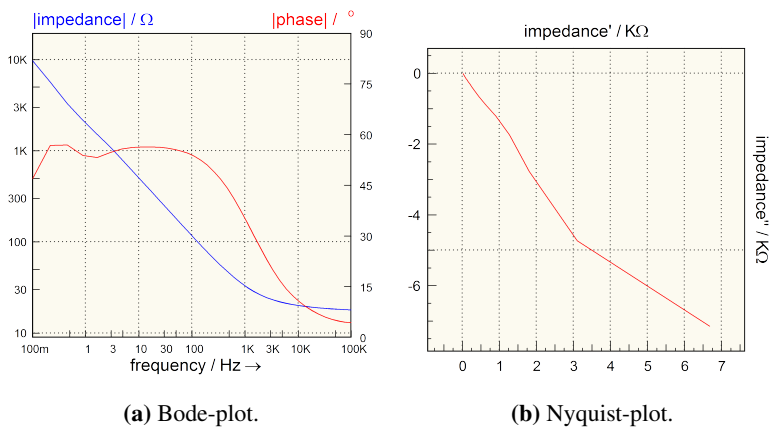 |impedance| / Ω |phase| / °
10K
3K
1K
300
100
30
10
90
75
60
45
30
15
0
100m 1 3 10 30 100 1K 3K 10K 100K
frequency / Hz →
(a) Bode-plot.
impedance' / KΩ
0
-2
-4
-6
impedance'' / KΩ
0 1 2 3 4 5 6 7
(b) Nyquist-plot.